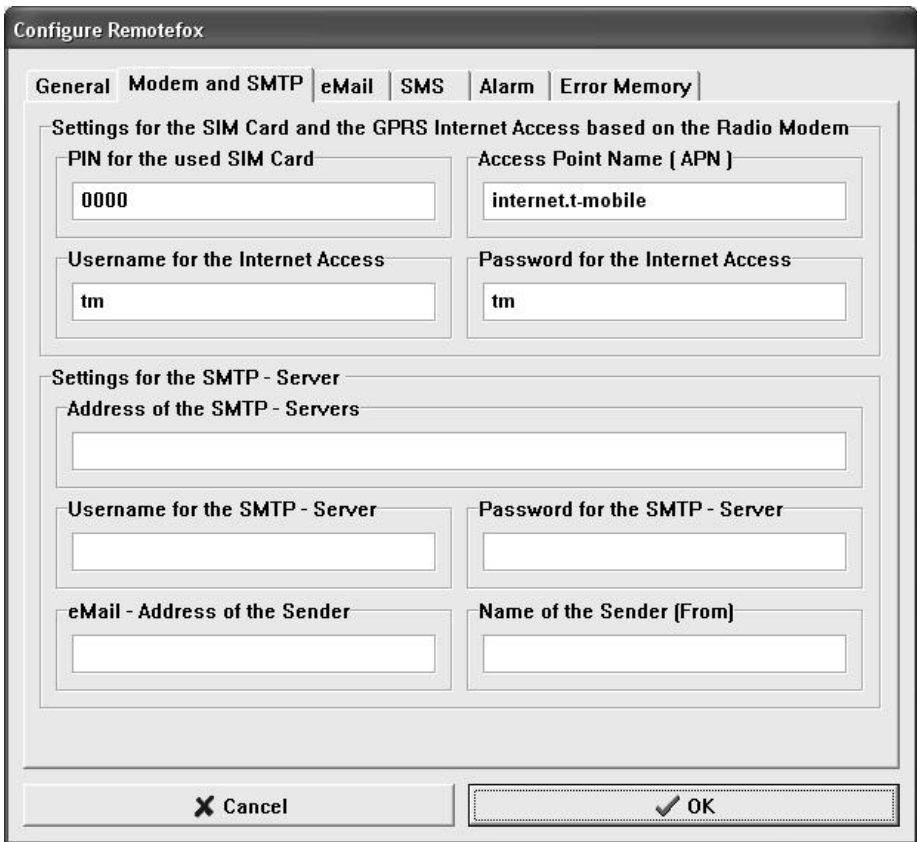 Configure Remotefox
General Modem and SMTP eMail SMS Alarm Error Memory
Settings for the SIM Card and the GPRS Internet Access based on the Radio Modem
PIN for the used SIM Card Access Point Name ( APN )
0000 internet.t-mobile
Username for the Internet Access Password for the Internet Access
tm tm
Settings for the SMTP - Server
Address of the SMTP - Servers
Username for the SMTP - Server Password for the SMTP - Server
eMail - Address of the Sender Name of the Sender (From)
Cancel OK